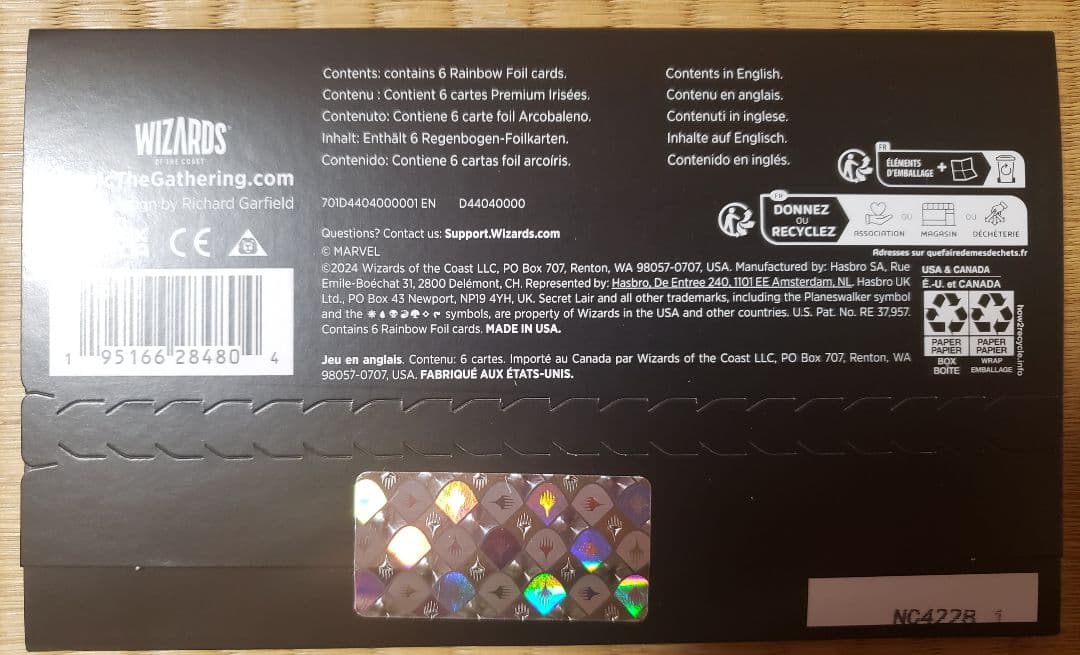 WIZARDS
OF THE COAST
TheGathering.com
by Richard Garfield
CE
1 95166 28480 4
Contents: contains 6 Rainbow Foil cards.
Contenu : Contient 6 cartes Premium Irisées.
Contenuto: Contiene 6 carte foil Arcobaleno.
Inhalt: Enthält 6 Regenbogen-Foilkarten.
Contenido: Contiene 6 cartas foil arcoíris.
Contents in English.
Contenu en anglais.
Contenuti in inglese.
Inhalte auf Englisch.
Contenido en inglés.
701D4404000001 EN D44040000
Questions? Contact us: Support.Wizards.com
© MARVEL
©2024 Wizards of the Coast LLC, PO Box 707, Renton, WA 98057-0707, USA. Manufactured by: Hasbro SA, Rue
Emile-Boéchat 31, 2800 Delémont, CH. Represented by: Hasbro, De Entree 240, 1101 EE Amsterdam, NL. Hasbro UK
Ltd., PO Box 43 Newport, NP19 4YH, UK. Secret Lair and all other trademarks, including the Planeswalker symbol
and the symbols, are property of Wizards in the USA and other countries. U.S. Pat. No. RE 37,957.
Contains 6 Rainbow Foil cards. MADE IN USA.
Jeu en anglais. Contenu: 6 cartes. Importé au Canada par Wizards of the Coast LLC, PO Box 707, Renton, WA
98057-0707, USA. FABRIQUÉ AUX ÉTATS-UNIS.
FR
ÉLÉMENTS
D'EMBALLAGE +
FR
DONNEZ
OU
RECYCLEZ
ASSOCIATION OU MAGASIN OU DÉCHÈTERIE
Adresses sur quefairedemesdechets.fr
USA & CANADA
É.-U. et CANADA
PAPER PAPER
PAPIER PAPIER
BOX WRAP
BOÎTE EMBALLAGE
how2recycle.info
NC4228 1